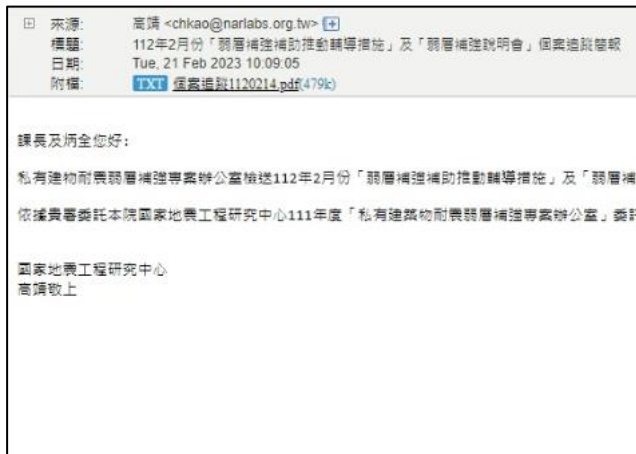 來源: 高靖 <chkao@narlabs.org.tw>
標題: 112年2月份「弱層補強補助推動輔導措施」及「弱層補強說明會」個案追蹤簡報
日期: Tue, 21 Feb 2023 10:09:05
附檔: TXT 個案追蹤1120214.pdf(479k)
課長及炳全您好:
私有建物耐震弱層補強專案辦公室檢送112年2月份「弱層補強補助推動輔導措施」及「弱層補
依據貴署委託本院國家地震工程研究中心111年度「私有建築物耐震弱層補強專案辦公室」委託
國家地震工程研究中心
高靖敬上